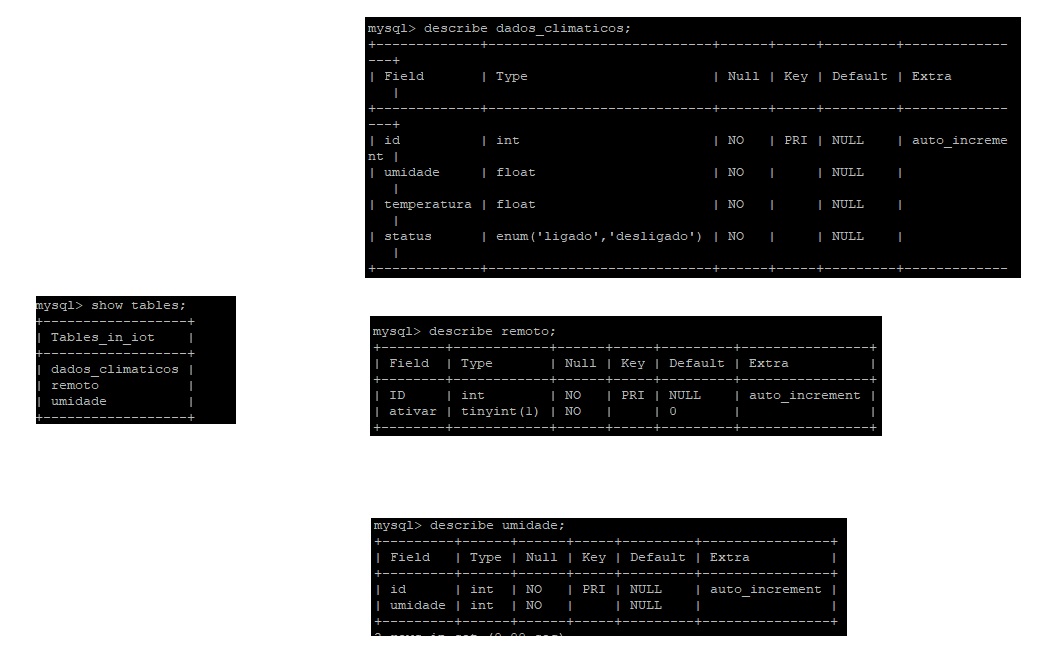 mysql> describe dados_climaticos;
+-------------+--------------------------+------+-----+---------+-------------
---+
| Field       | Type                     | Null | Key | Default | Extra
   |
+-------------+--------------------------+------+-----+---------+-------------
---+
| id          | int                      | NO   | PRI | NULL    | auto_increme
nt |
| umidade     | float                    | NO   |     | NULL    |
   |
| temperatura | float                    | NO   |     | NULL    |
   |
| status      | enum('ligado','desligado') | NO   |     | NULL    |
   |
+-------------+--------------------------+------+-----+---------+-------------
mysql> show tables;
+------------------+
| Tables_in_iot    |
+------------------+
| dados_climaticos |
| remoto           |
| umidade          |
+------------------+
mysql> describe remoto;
+--------+------------+------+-----+---------+----------------+
| Field  | Type       | Null | Key | Default | Extra          |
+--------+------------+------+-----+---------+----------------+
| ID     | int        | NO   | PRI | NULL    | auto_increment |
| ativar | tinyint(1) | NO   |     | 0       |                |
+--------+------------+------+-----+---------+----------------+
mysql> describe umidade;
+---------+------+------+-----+---------+----------------+
| Field   | Type | Null | Key | Default | Extra          |
+---------+------+------+-----+---------+----------------+
| id      | int  | NO   | PRI | NULL    | auto_increment |
| umidade | int  | NO   |     | NULL    |                |
+---------+------+------+-----+---------+----------------+